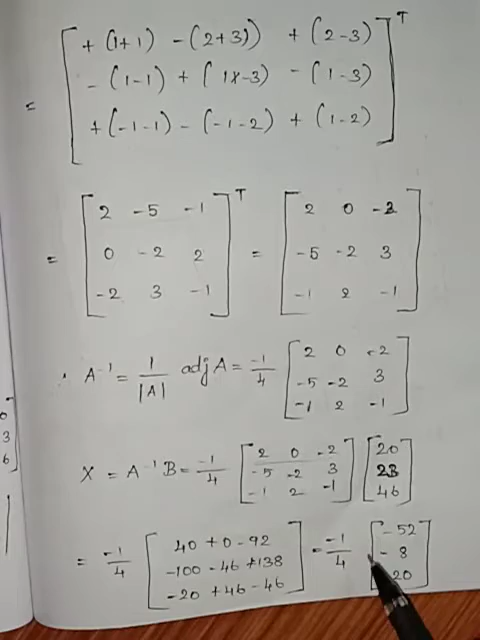 = [ + (1+1) - (2+3)) + (2-3)
- (1-1) + ( 1x-3) - (1-3)
+(-1-1) - (-1-2) + (1-2) ]ᵀ
= [ 2 -5 -1
0 -2 2
-2 3 -1 ]ᵀ = [ 2 0 -2
-5 -2 3
-1 2 -1 ]
∴ A⁻¹ = 1/|A| adj A = -1/4 [ 2 0 -2
-5 -2 3
-1 2 -1 ]
X = A⁻¹ B = -1/4 [ 2 0 -2
-5 -2 3
-1 2 -1 ] [ 20
23
46 ]
= -1/4 [ 40 + 0 - 92
-100 - 46 + 138
-20 + 46 - 46 ] = -1/4 [ -52
-8
20 ]
0
3
6